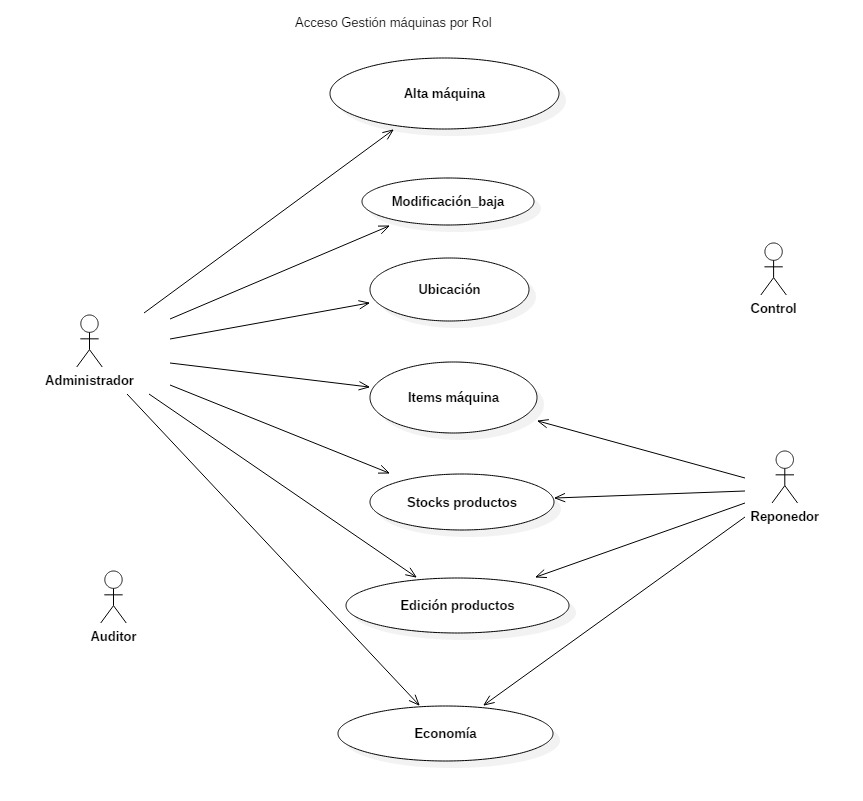 Acceso Gestión máquinas por Rol
Alta máquina
Modificación_baja
Ubicación
Control
Administrador
Items máquina
Stocks productos
Reponedor
Edición productos
Auditor
Economía